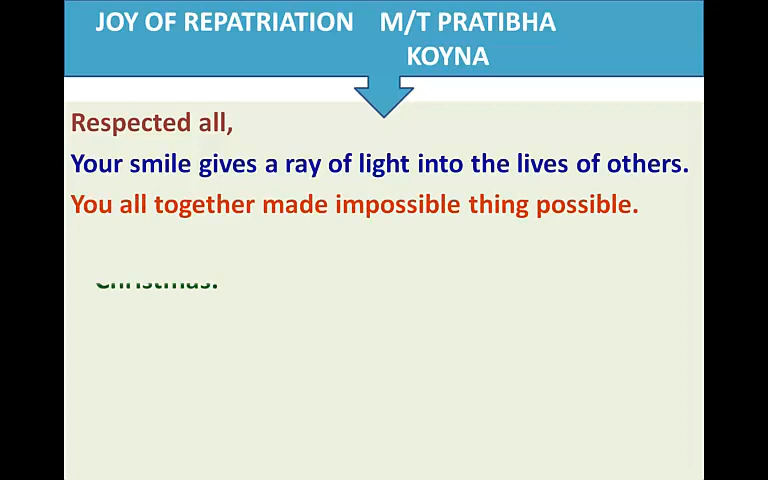 JOY OF REPATRIATION M/T PRATIBHA
KOYNA
Respected all,
Your smile gives a ray of light into the lives of others.
You all together made impossible thing possible.
Christmas.